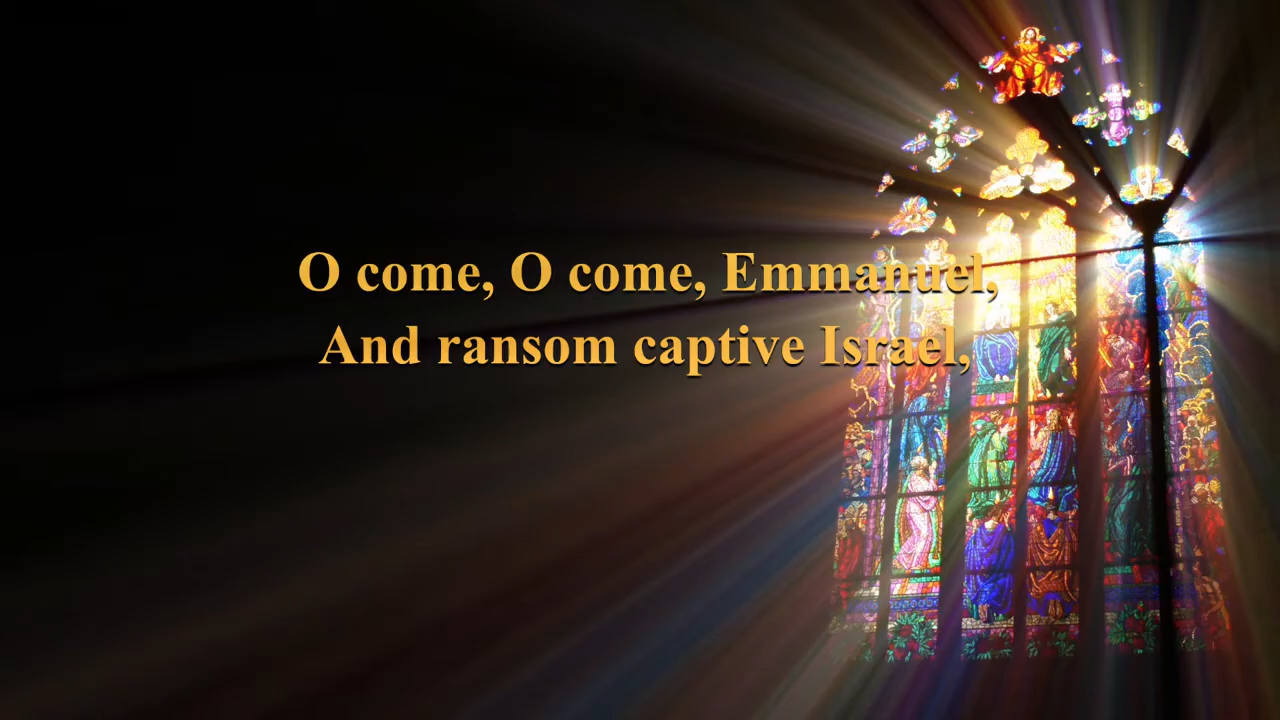 O come, O come, Emmanuel,
And ransom captive Israel,